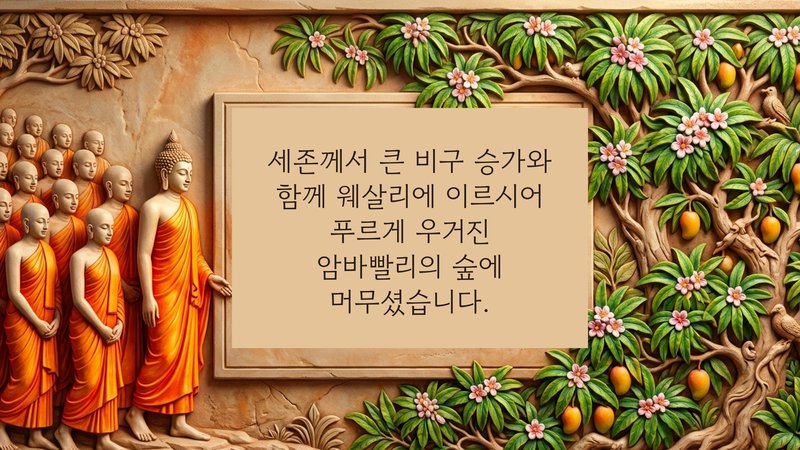 세존께서 큰 비구 승가와
함께 웨살리에 이르시어
푸르게 우거진
암바빨리의 숲에
머무셨습니다.